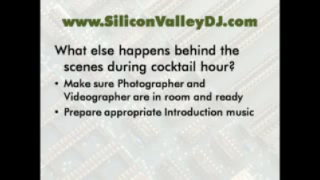 www.SiliconValleyDJ.com
What else happens behind the
scenes during cocktail hour?
• Make sure Photographer and
Videographer are in room and ready
• Prepare appropriate Introduction music